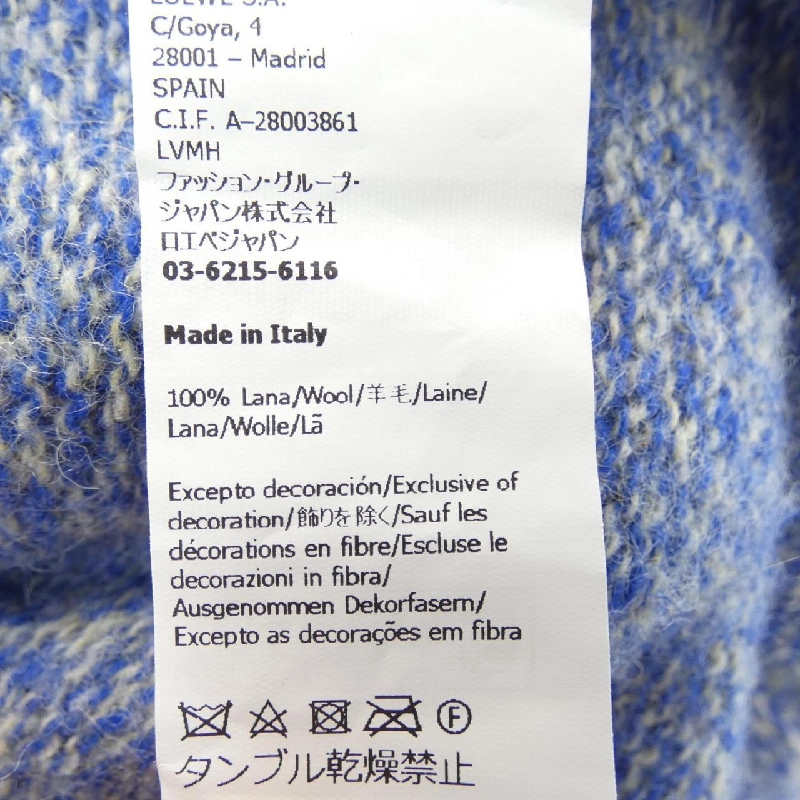 LOEWE S.A.
C/Goya, 4
28001 – Madrid
SPAIN
C.I.F. A–28003861
LVMH
ファッション・グループ・
ジャパン株式会社
ロエベジャパン
03-6215-6116
Made in Italy
100% Lana/Wool/羊毛/Laine/
Lana/Wolle/Lã
Excepto decoración/Exclusive of
decoration/飾りを除く/Sauf les
décorations en fibre/Escluse le
decorazioni in fibra/
Ausgenommen Dekorfasern/
Excepto as decorações em fibra
F
タンブル乾燥禁止